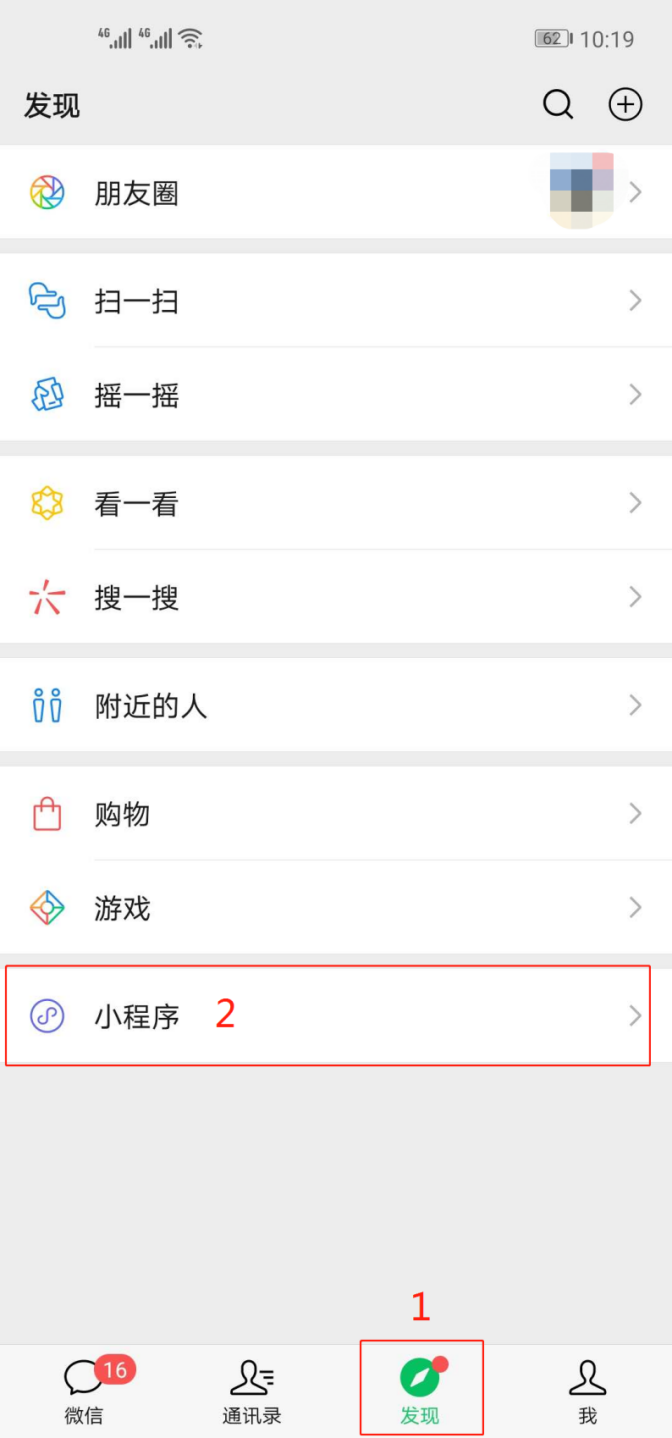 4G 4G 62 10:19
发现
朋友圈
扫一扫
摇一摇
看一看
搜一搜
附近的人
购物
游戏
小程序 2
1
16
微信 通讯录 发现 我